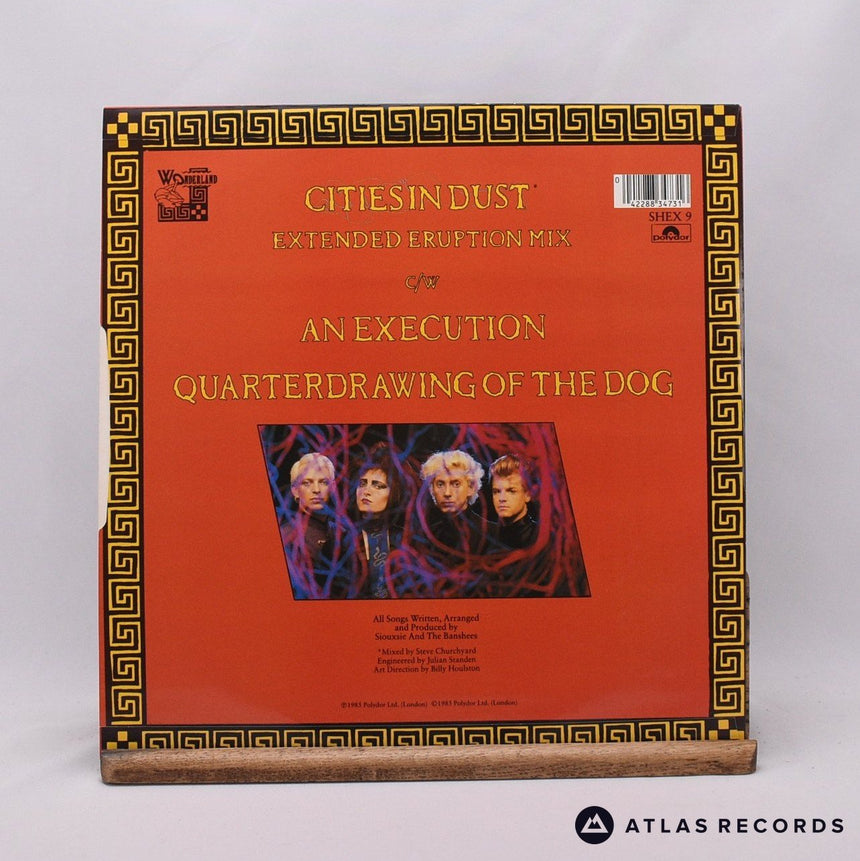 Wonderland
CITIES IN DUST*
EXTENDED ERUPTION MIX
c/w
AN EXECUTION
QUARTERDRAWING OF THE DOG
0 42288 34731
SHEX 9
polydor
All Songs Written, Arranged
and Produced by
Siouxsie And The Banshees
*Mixed by Steve Churchyard
Engineered by Julian Standen
Art Direction by Billy Houlston
℗1985 Polydor Ltd. (London) ©1985 Polydor Ltd. (London)
ATLAS RECORDS